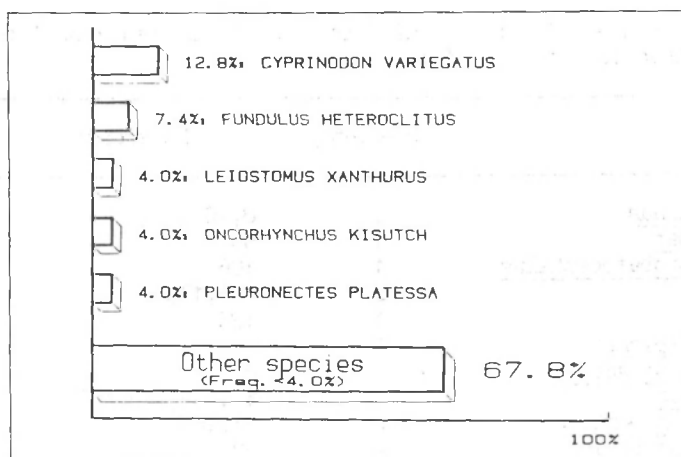 12.8%: CYPRINODON VARIEGATUS
7.4%: FUNDULUS HETEROCLITUS
4.0%: LEIOSTOMUS XANTHURUS
4.0%: ONCORHYNCHUS KISUTCH
4.0%: PLEURONECTES PLATESSA
Other species
(Freq. <4.0%)
67.8%
100%